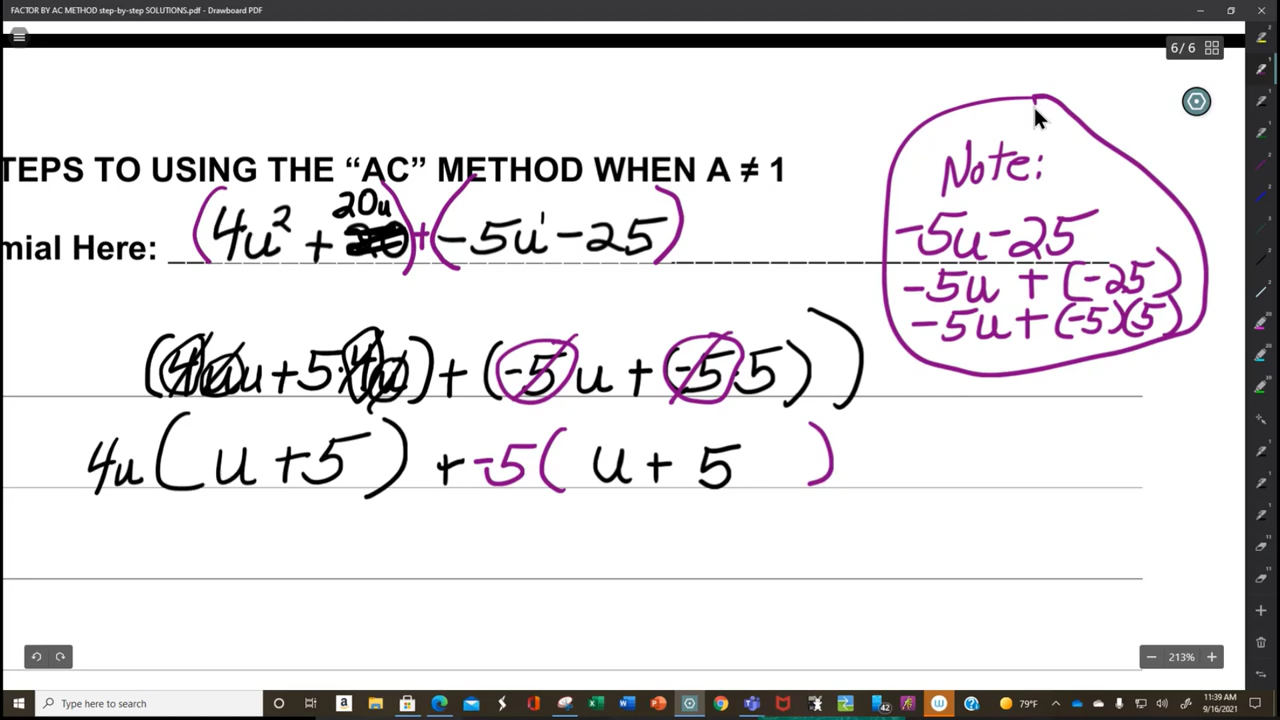 FACTOR BY AC METHOD step-by-step SOLUTIONS.pdf - Drawboard PDF
6/6
TEPS TO USING THE “AC” METHOD WHEN A ≠ 1
Note:
20u
mial Here: (4u² + ) + (-5u¹ - 25)
-5u - 25
-5u + (-25)
-5u + (-5)(5)
((4u)u + 5·(4u)) + (-5u + -5·5))
4u(u + 5) + -5(u + 5)
213%
Type here to search
42
79°F
11:39 AM
9/16/2021